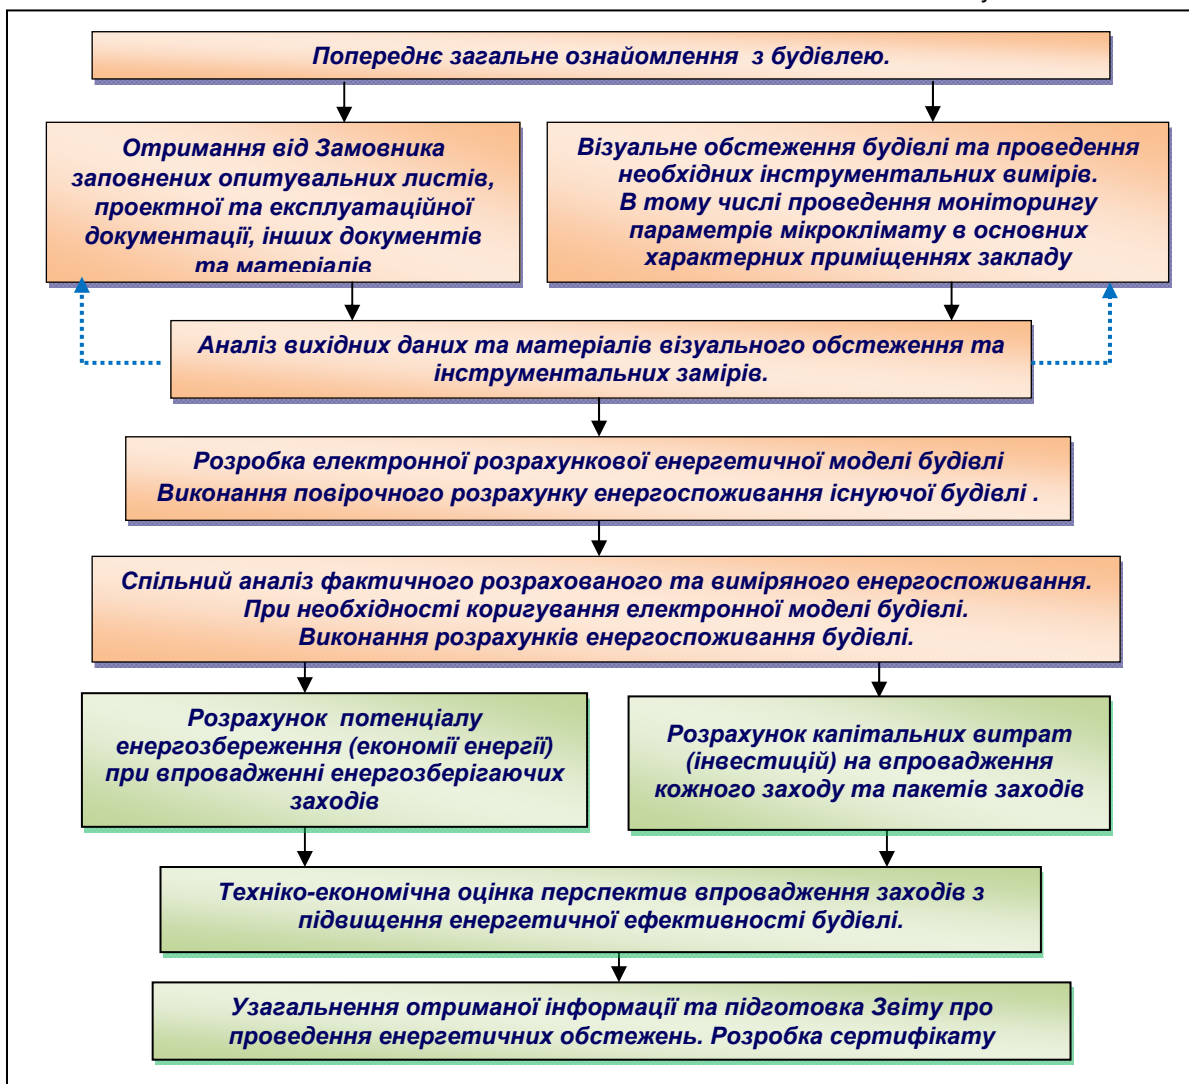 Попереднє загальне ознайомлення з будівлею.
Отримання від Замовника
заповнених опитувальних листів,
проектної та експлуатаційної
документації, інших документів
та матеріалів
Візуальне обстеження будівлі та проведення
необхідних інструментальних вимірів.
В тому числі проведення моніторингу
параметрів мікроклімату в основних
характерних приміщеннях закладу
Аналіз вихідних даних та матеріалів візуального обстеження та
інструментальних замірів.
Розробка електронної розрахункової енергетичної моделі будівлі
Виконання повірочного розрахунку енергоспоживання існуючої будівлі .
Спільний аналіз фактичного розрахованого та виміряного енергоспоживання.
При необхідності коригування електронної моделі будівлі.
Виконання розрахунків енергоспоживання будівлі.
Розрахунок потенціалу
енергозбереження (економії енергії)
при впровадженні енергозберігаючих
заходів
Розрахунок капітальних витрат
(інвестицій) на впровадження
кожного заходу та пакетів заходів
Техніко-економічна оцінка перспектив впровадження заходів з
підвищення енергетичної ефективності будівлі.
Узагальнення отриманої інформації та підготовка Звіту про
проведення енергетичних обстежень. Розробка сертифікату